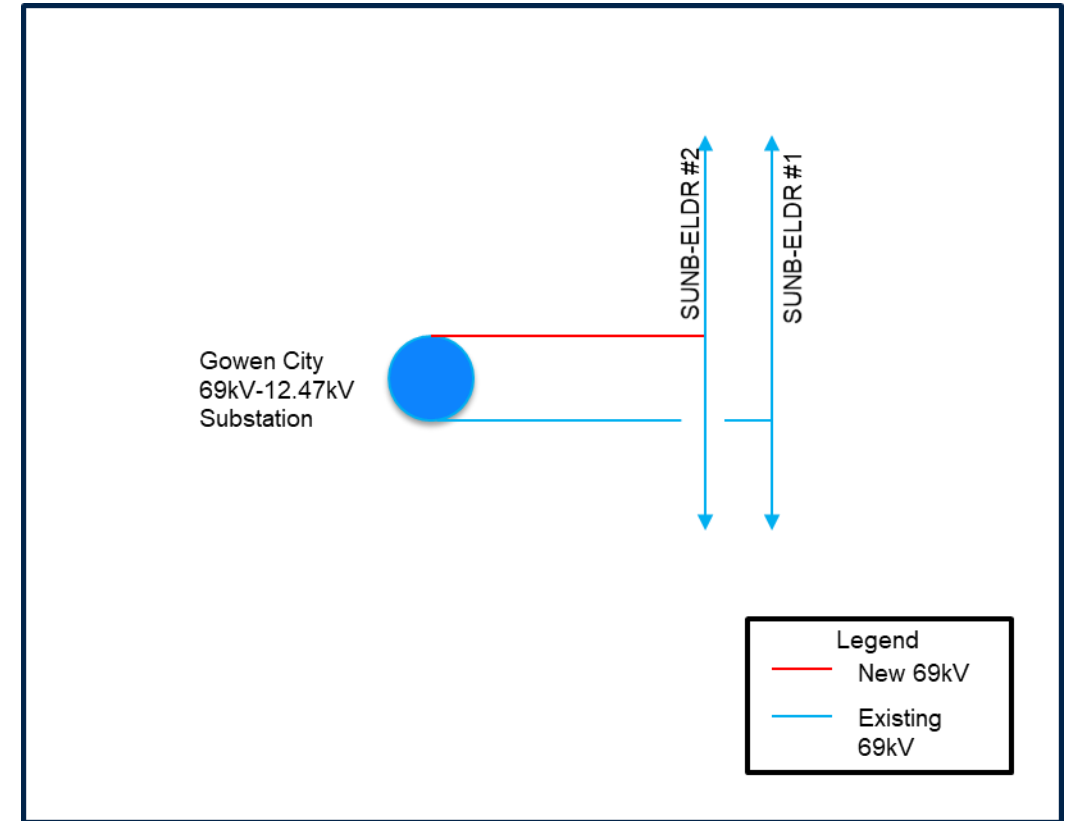 SUNB-ELDR #2
SUNB-ELDR #1
Gowen City
69kV-12.47kV
Substation
Legend
New 69kV
Existing
69kV